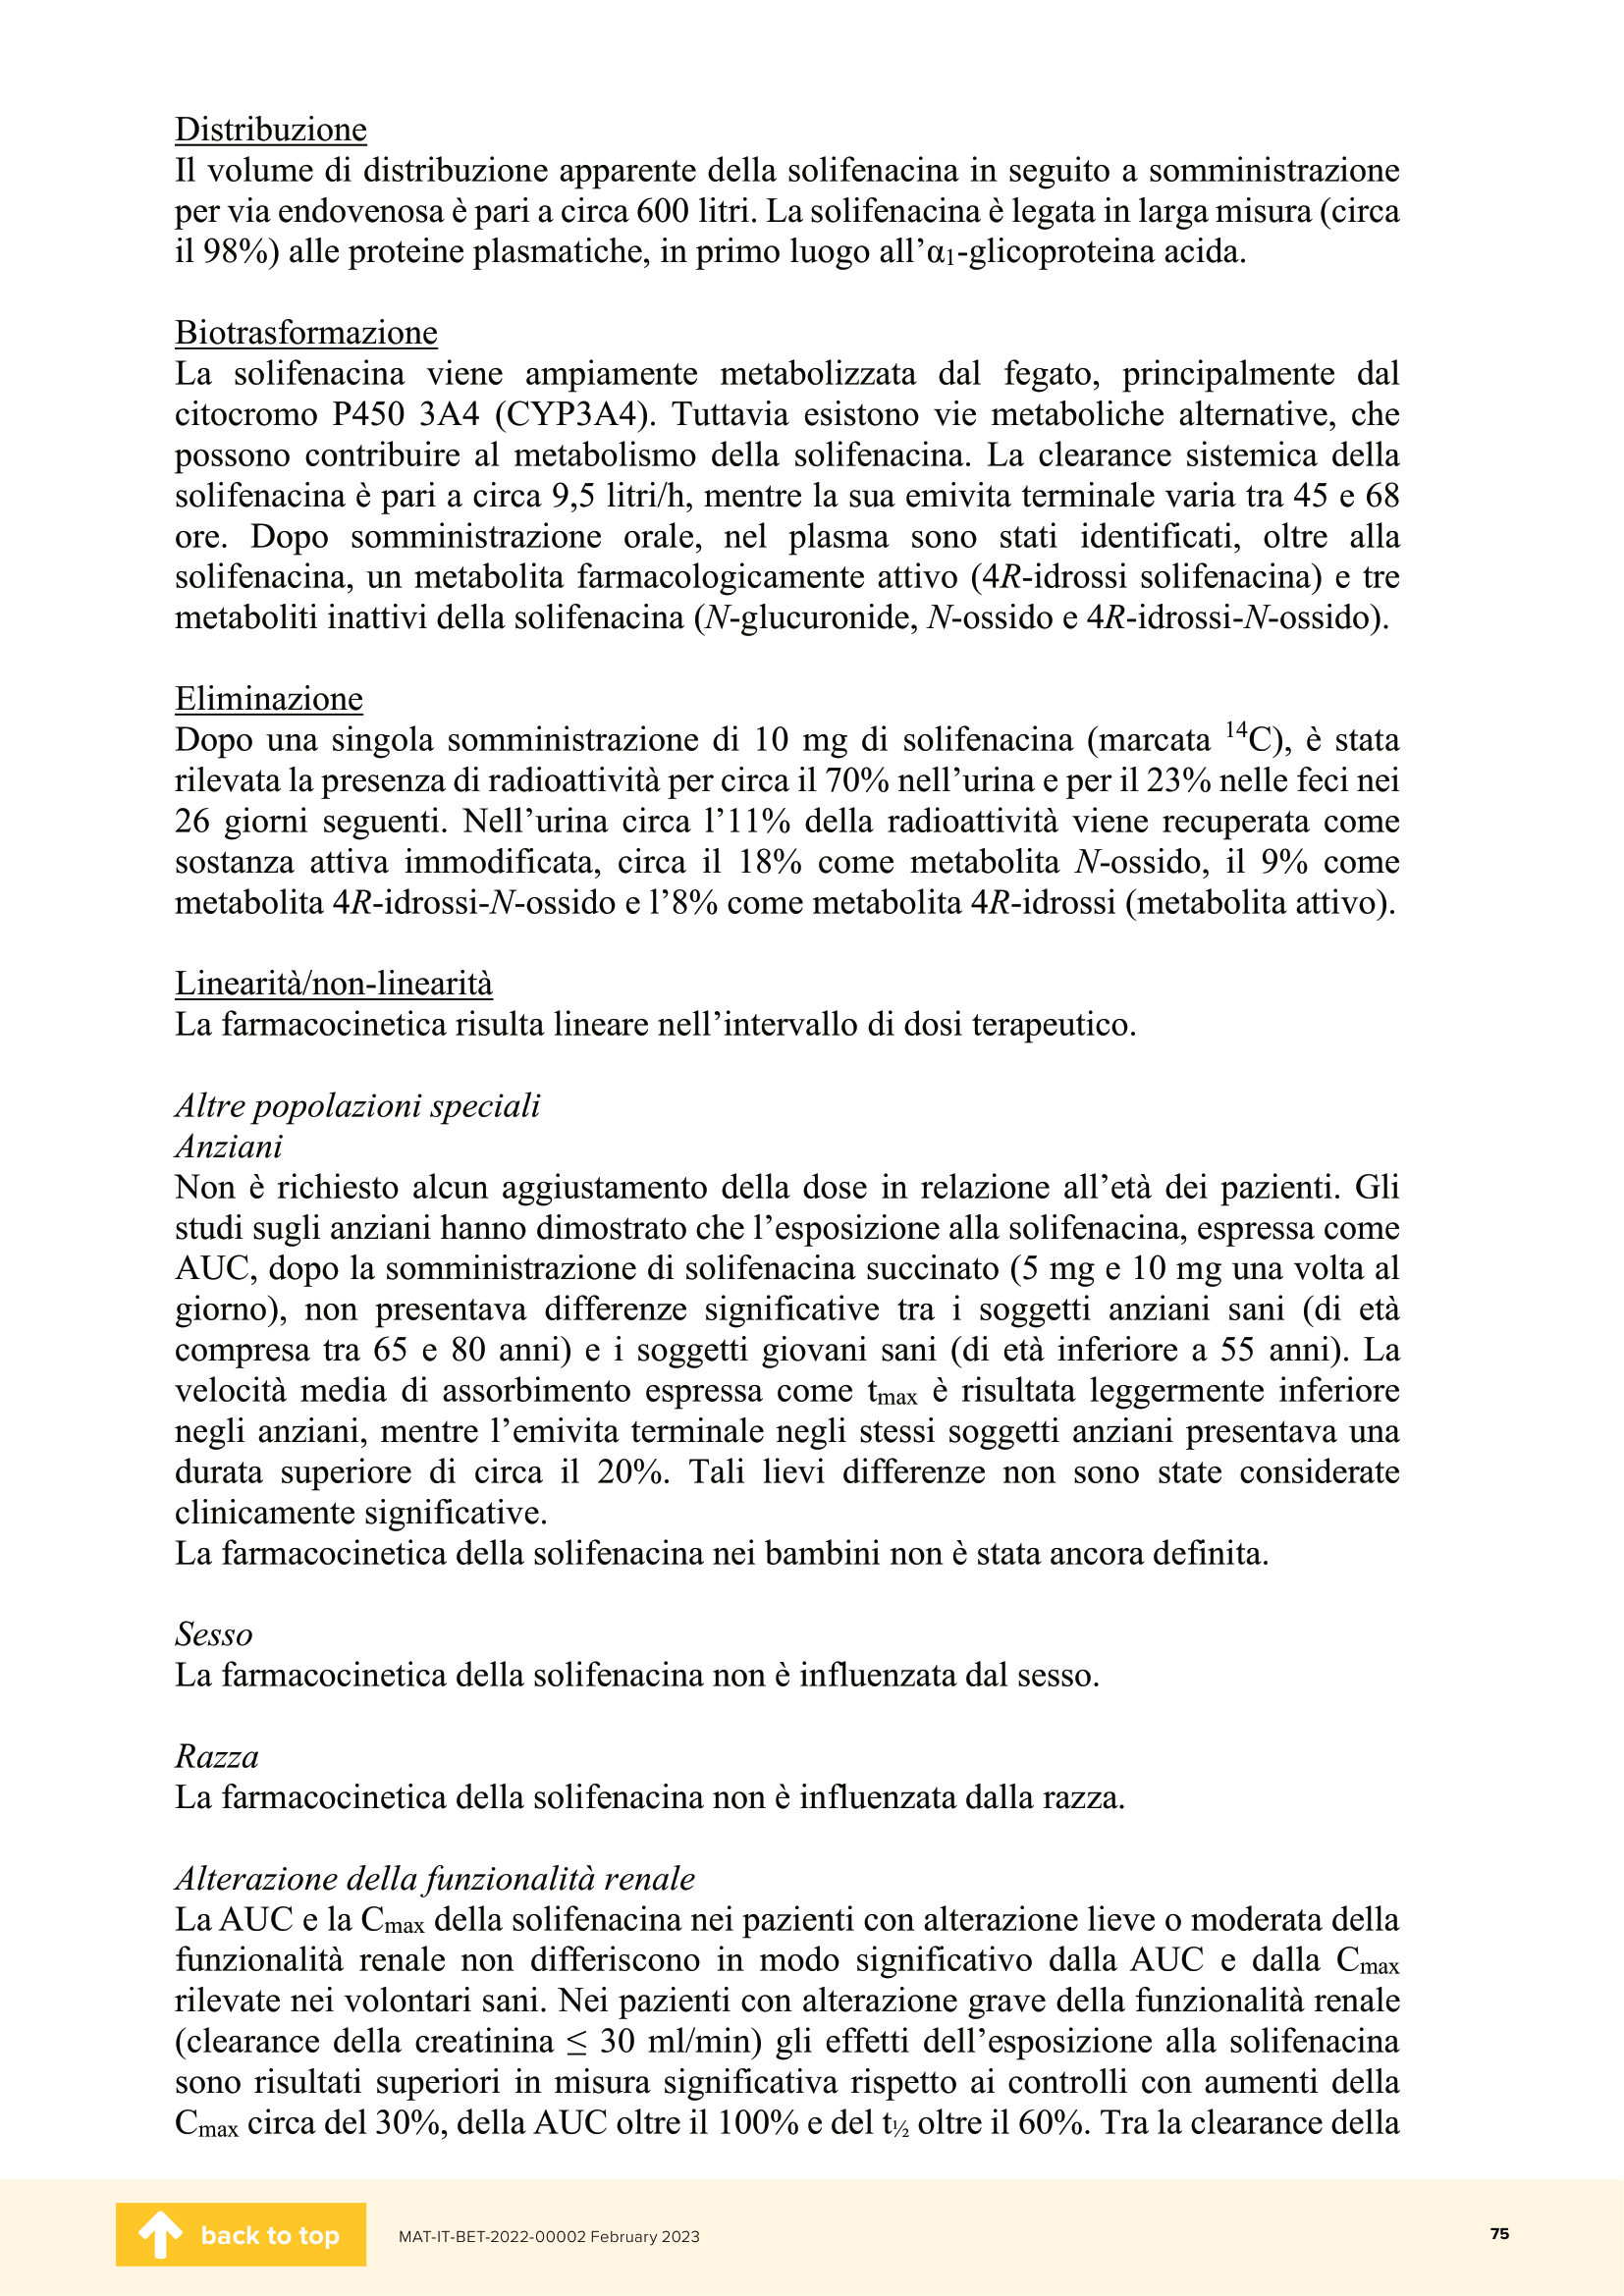 Distribuzione
Il volume di distribuzione apparente della solifenacina in seguito a somministrazione
per via endovenosa è pari a circa 600 litri. La solifenacina è legata in larga misura (circa
il 98%) alle proteine plasmatiche, in primo luogo all’α₁-glicoproteina acida.
Biotrasformazione
La solifenacina viene ampiamente metabolizzata dal fegato, principalmente dal
citocromo P450 3A4 (CYP3A4). Tuttavia esistono vie metaboliche alternative, che
possono contribuire al metabolismo della solifenacina. La clearance sistemica della
solifenacina è pari a circa 9,5 litri/h, mentre la sua emivita terminale varia tra 45 e 68
ore. Dopo somministrazione orale, nel plasma sono stati identificati, oltre alla
solifenacina, un metabolita farmacologicamente attivo (4R-idrossi solifenacina) e tre
metaboliti inattivi della solifenacina (N-glucuronide, N-ossido e 4R-idrossi-N-ossido).
Eliminazione
Dopo una singola somministrazione di 10 mg di solifenacina (marcata ¹⁴C), è stata
rilevata la presenza di radioattività per circa il 70% nell’urina e per il 23% nelle feci nei
26 giorni seguenti. Nell’urina circa l’11% della radioattività viene recuperata come
sostanza attiva immodificata, circa il 18% come metabolita N-ossido, il 9% come
metabolita 4R-idrossi-N-ossido e l’8% come metabolita 4R-idrossi (metabolita attivo).
Linearità/non-linearità
La farmacocinetica risulta lineare nell’intervallo di dosi terapeutico.
Altre popolazioni speciali
Anziani
Non è richiesto alcun aggiustamento della dose in relazione all’età dei pazienti. Gli
studi sugli anziani hanno dimostrato che l’esposizione alla solifenacina, espressa come
AUC, dopo la somministrazione di solifenacina succinato (5 mg e 10 mg una volta al
giorno), non presentava differenze significative tra i soggetti anziani sani (di età
compresa tra 65 e 80 anni) e i soggetti giovani sani (di età inferiore a 55 anni). La
velocità media di assorbimento espressa come tmax è risultata leggermente inferiore
negli anziani, mentre l’emivita terminale negli stessi soggetti anziani presentava una
durata superiore di circa il 20%. Tali lievi differenze non sono state considerate
clinicamente significative.
La farmacocinetica della solifenacina nei bambini non è stata ancora definita.
Sesso
La farmacocinetica della solifenacina non è influenzata dal sesso.
Razza
La farmacocinetica della solifenacina non è influenzata dalla razza.
Alterazione della funzionalità renale
La AUC e la Cmax della solifenacina nei pazienti con alterazione lieve o moderata della
funzionalità renale non differiscono in modo significativo dalla AUC e dalla Cmax
rilevate nei volontari sani. Nei pazienti con alterazione grave della funzionalità renale
(clearance della creatinina ≤ 30 ml/min) gli effetti dell’esposizione alla solifenacina
sono risultati superiori in misura significativa rispetto ai controlli con aumenti della
Cmax circa del 30%, della AUC oltre il 100% e del t½ oltre il 60%. Tra la clearance della
back to top
MAT-IT-BET-2022-00002 February 2023
75